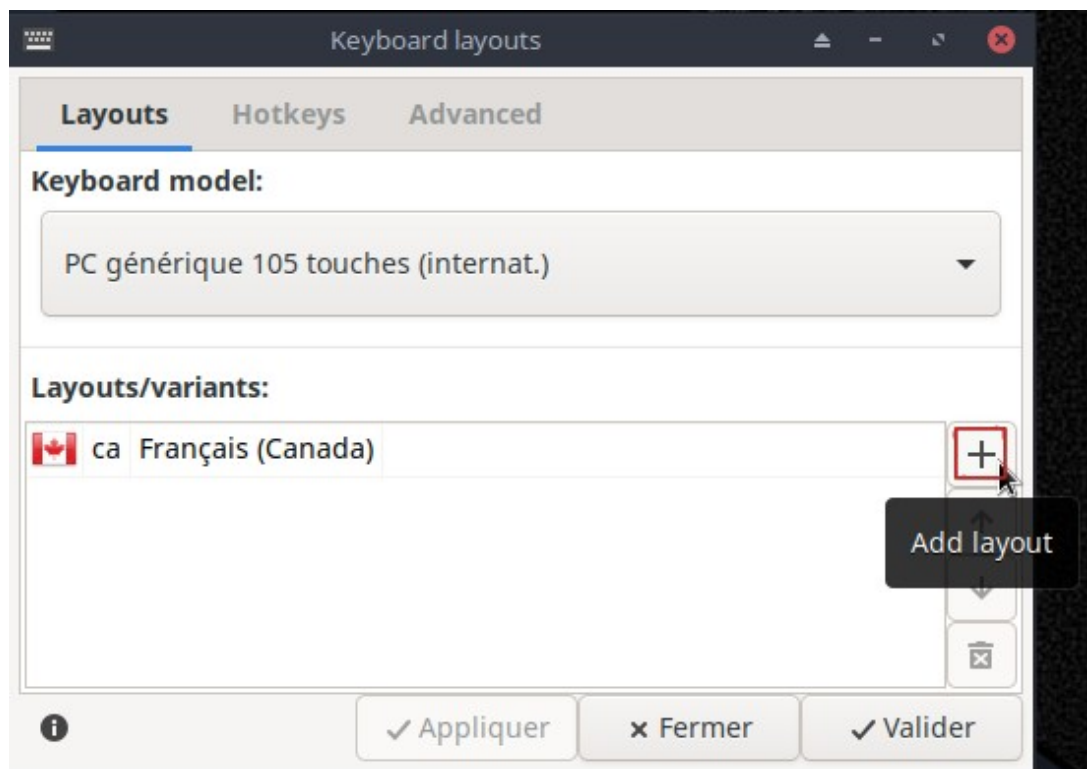 Keyboard layouts
Layouts Hotkeys Advanced
Keyboard model:
PC générique 105 touches (internat.)
Layouts/variants:
ca Français (Canada)
Add layout
Appliquer Fermer Valider